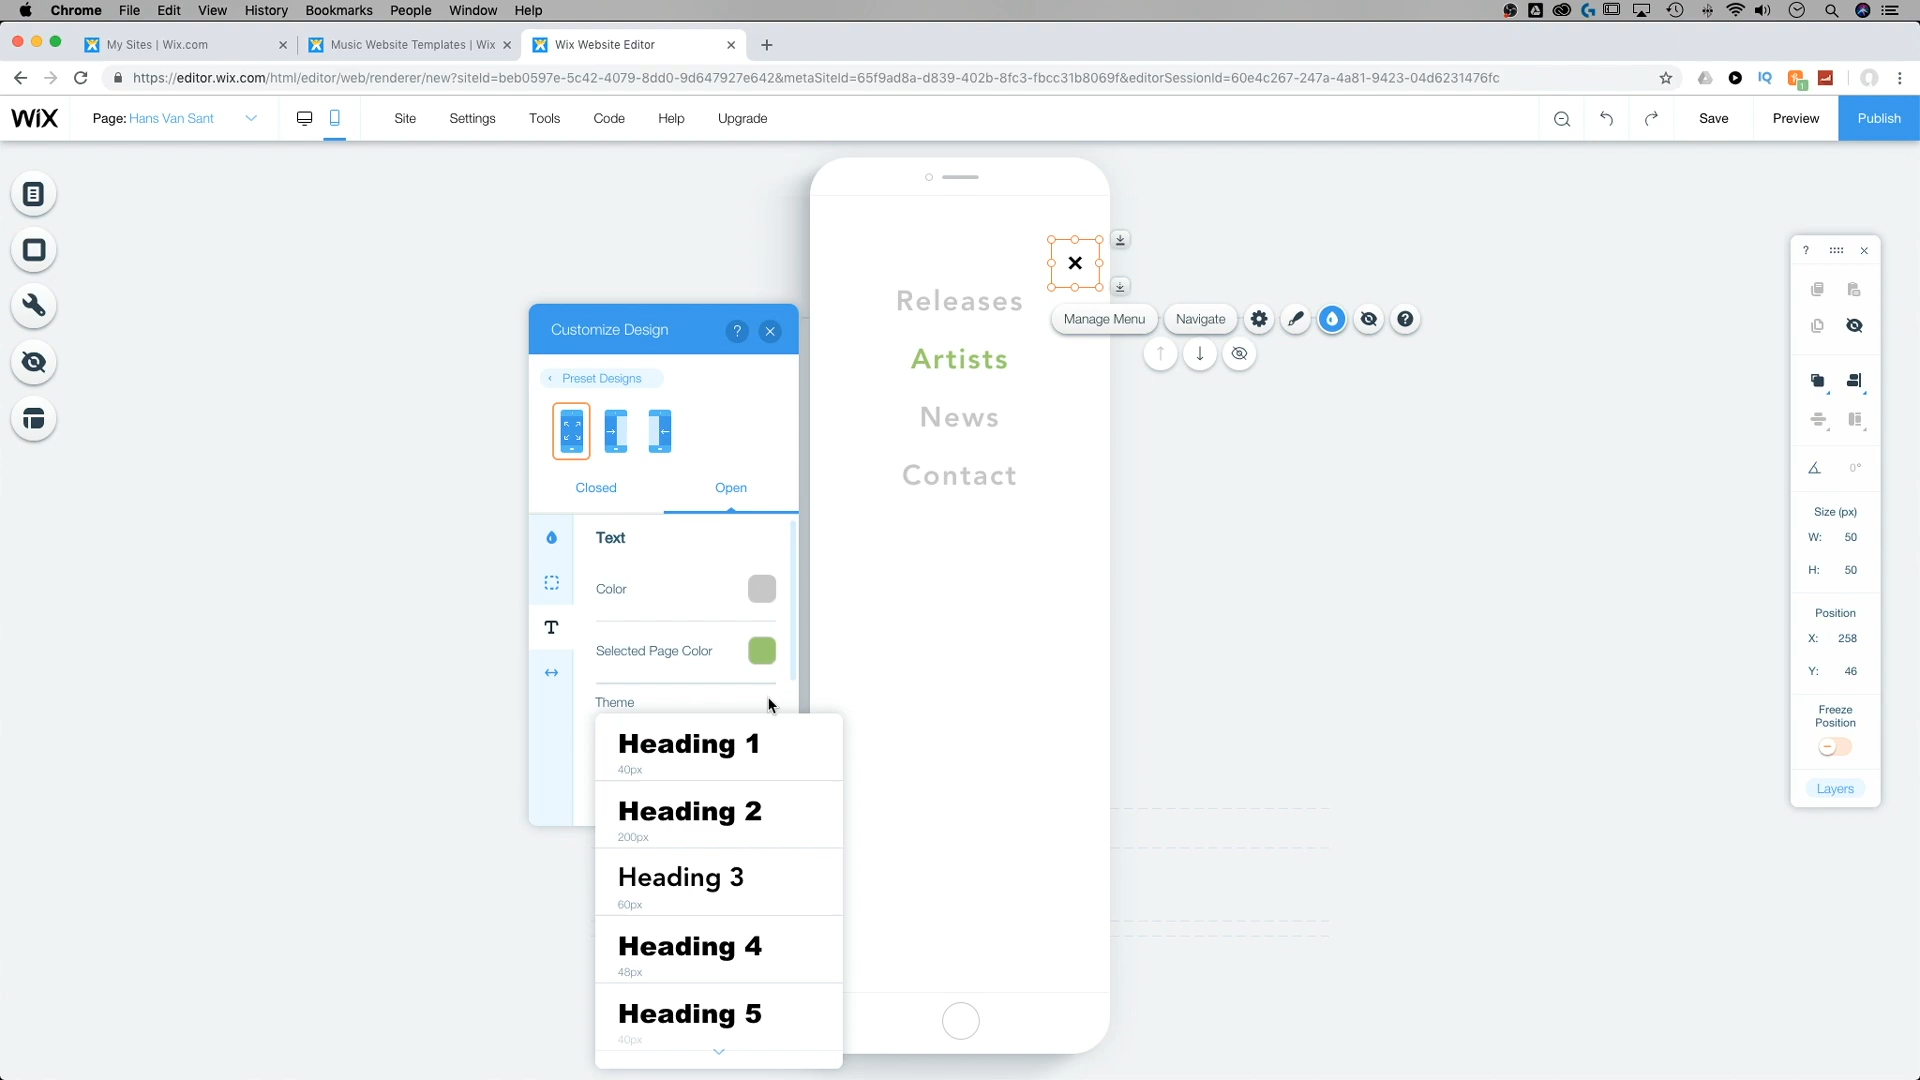 Chrome File Edit View History Bookmarks People Window Help
My Sites | Wix.com
Music Website Templates | Wix
Wix Website Editor
https://editor.wix.com/html/editor/web/renderer/new?siteId=beb0597e-5c42-4079-8dd0-9d647927e642&metaSiteId=65f9ad8a-d839-402b-8fc3-fbcc31b8069f&editorSessionId=60e4c267-247a-4a81-9423-04d6231476fc
IQ
1
WiX
Page: Hans Van Sant
Site Settings Tools Code Help Upgrade
Save
Preview
Publish
Releases
Artists
News
Contact
Manage Menu
Navigate
Customize Design
Preset Designs
Closed
Open
Text
Color
Selected Page Color
Theme
Heading 1
40px
Heading 2
200px
Heading 3
60px
Heading 4
48px
Heading 5
40px
0°
Size (px)
W: 50
H: 50
Position
X: 258
Y: 46
Freeze
Position
Layers